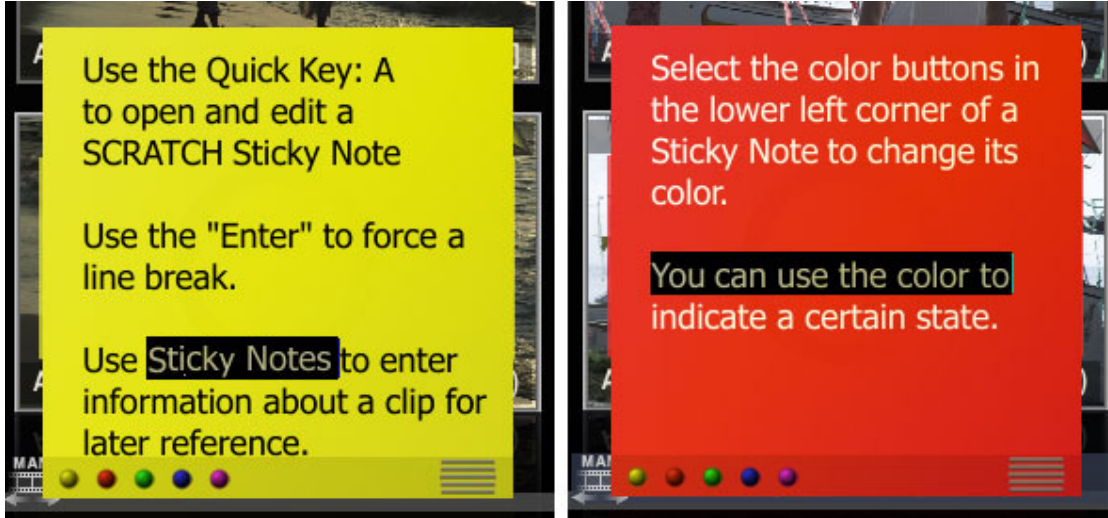 Use the Quick Key: A
to open and edit a
SCRATCH Sticky Note
Use the "Enter" to force a
line break.
Use Sticky Notes to enter
information about a clip for
later reference.
Select the color buttons in
the lower left corner of a
Sticky Note to change its
color.
You can use the color to
indicate a certain state.